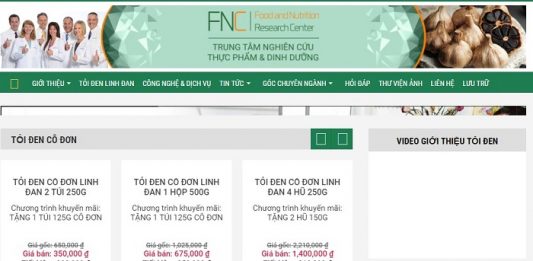 FNC Food and Nutrition
Research Center
TRUNG TÂM NGHIÊN CỨU
THỰC PHẨM & DINH DƯỠNG
GIỚI THIỆU TỎI ĐEN LINH ĐAN CÔNG NGHỆ & DỊCH VỤ TIN TỨC GÓC CHUYÊN NGÀNH HỎI ĐÁP THƯ VIỆN ẢNH LIÊN HỆ LƯU TRỮ
TỎI ĐEN CÔ ĐƠN
VIDEO GIỚI THIỆU TỎI ĐEN
TỎI ĐEN CÔ ĐƠN LINH
ĐAN 2 TÚI 250G
Chương trình khuyến mãi:
TẶNG 1 TÚI 125G CÔ ĐƠN
Giá gốc: 650,000 ₫
Giá bán: 350,000 ₫
TỎI ĐEN CÔ ĐƠN LINH
ĐAN 1 HỘP 500G
Chương trình khuyến mãi:
TẶNG 1 TÚI 125G CÔ ĐƠN
Giá gốc: 1,025,000 ₫
Giá bán: 675,000 ₫
TỎI ĐEN CÔ ĐƠN LINH
ĐAN 4 HŨ 250G
Chương trình khuyến mãi:
TẶNG 2 HŨ 150G
Giá gốc: 2,210,000 ₫
Giá bán: 1,400,000 ₫